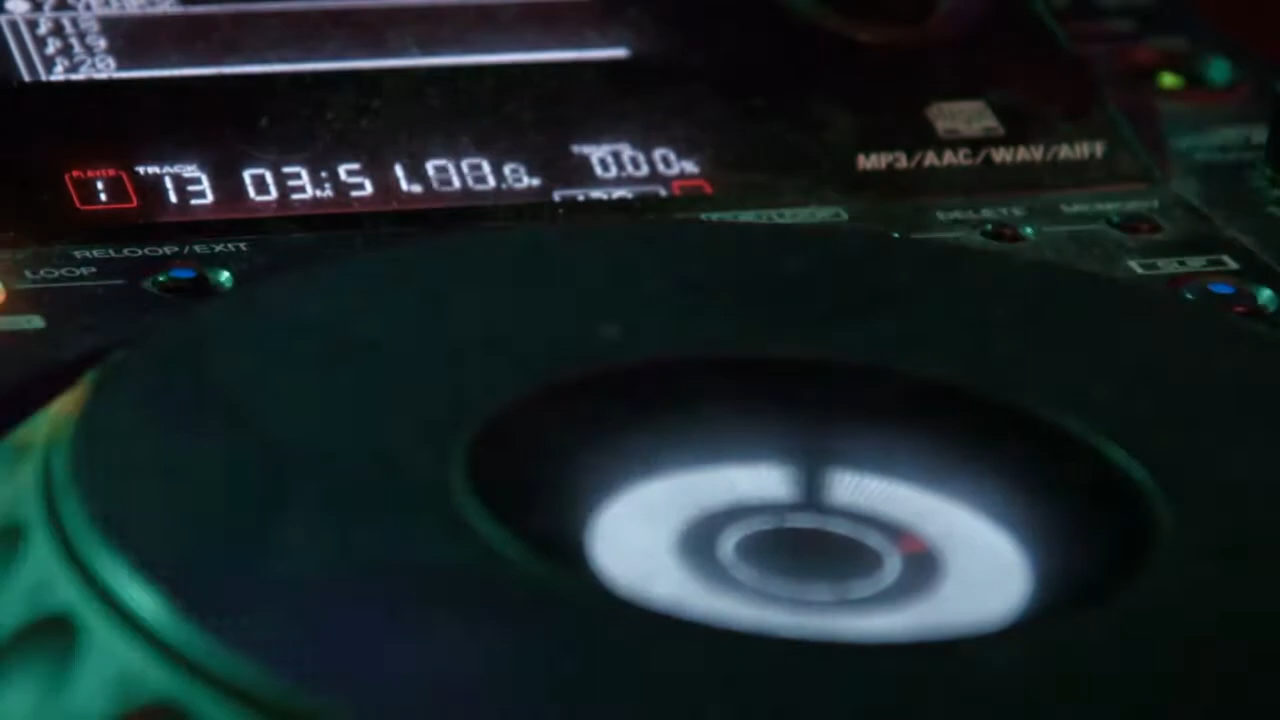 ♪18
♪19
♪20
PLAYER TRACK
1 13 03:51
0.00%
MP3/AAC/WAV/AIFF
DELETE MEMORY
RELOOP/EXIT
LOOP